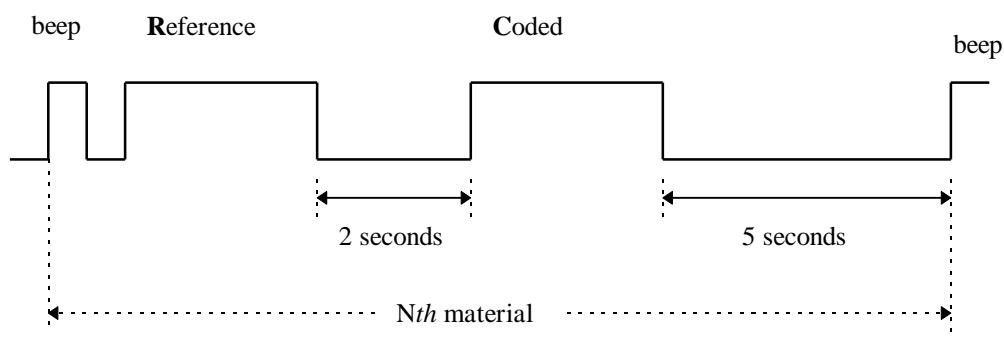 beep Reference Coded
beep
2 seconds 5 seconds
Nth material